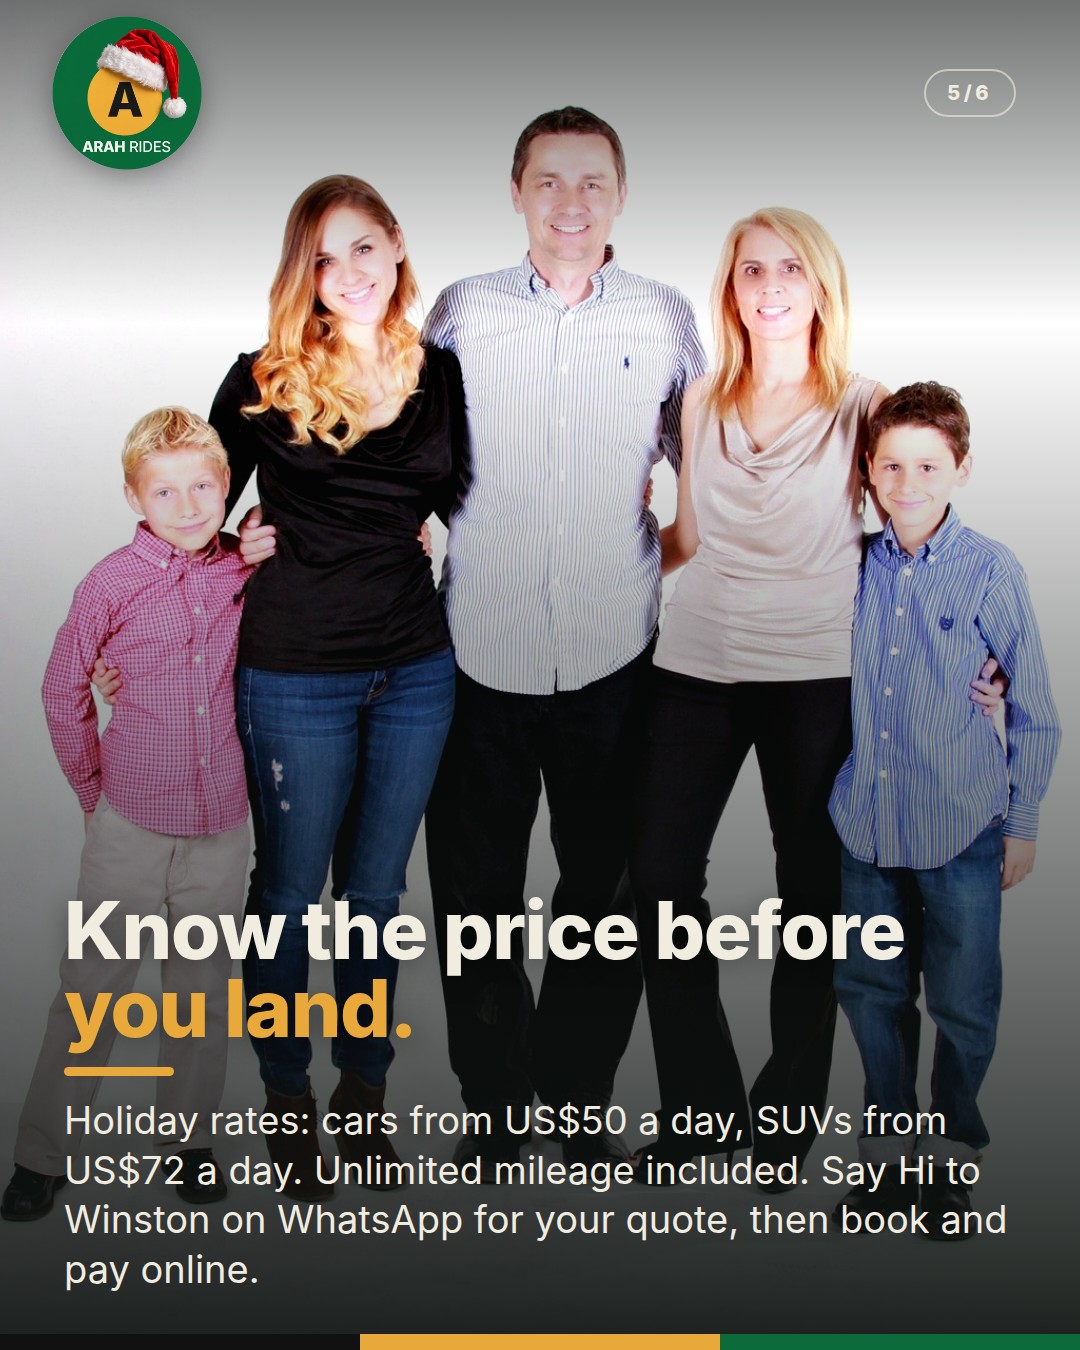 A
ARAH RIDES
5/6
Know the price before
you land.
Holiday rates: cars from US$50 a day, SUVs from
US$72 a day. Unlimited mileage included. Say Hi to
Winston on WhatsApp for your quote, then book and
pay online.